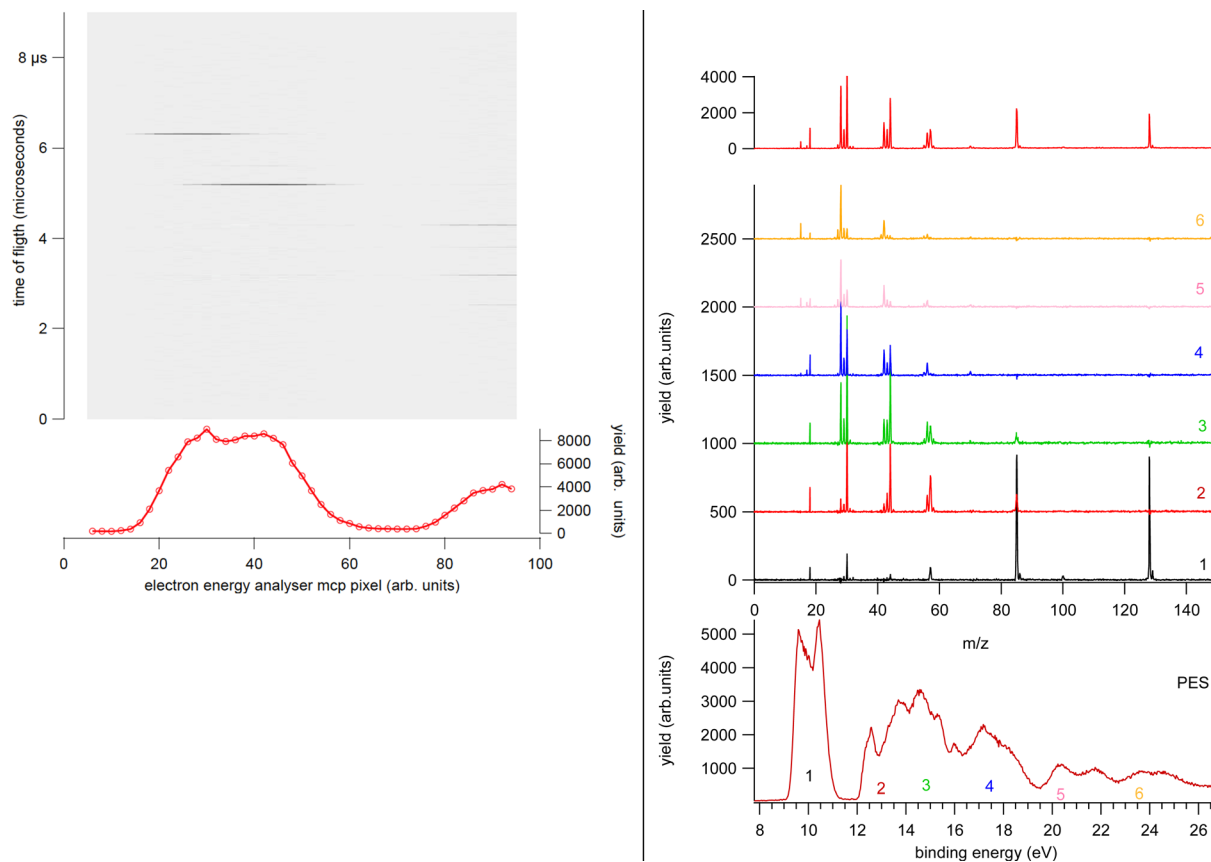 8 µs
6
4
2
0
time of fligth (microseconds)
8000
6000
4000
2000
0
yield (arb. units)
0 20 40 60 80 100
electron energy analyser mcp pixel (arb. units)
4000
2000
0
2500
2000
1500
1000
500
0
yield (arb.units)
6
5
4
3
2
1
0 20 40 60 80 100 120 140
m/z
5000
4000
3000
2000
1000
yield (arb.units)
PES
1
2
3
4
5
6
8 10 12 14 16 18 20 22 24 26
binding energy (eV)